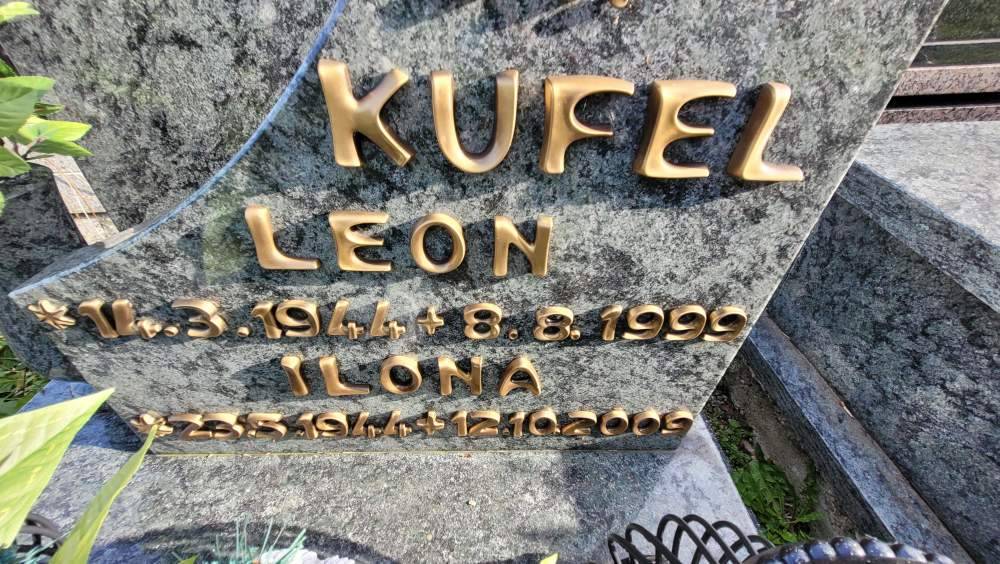 KUFEL
LEON
* 14.3.1944 + 8.8.1999
ILONA
* 23.5.1944 + 12.10.2009